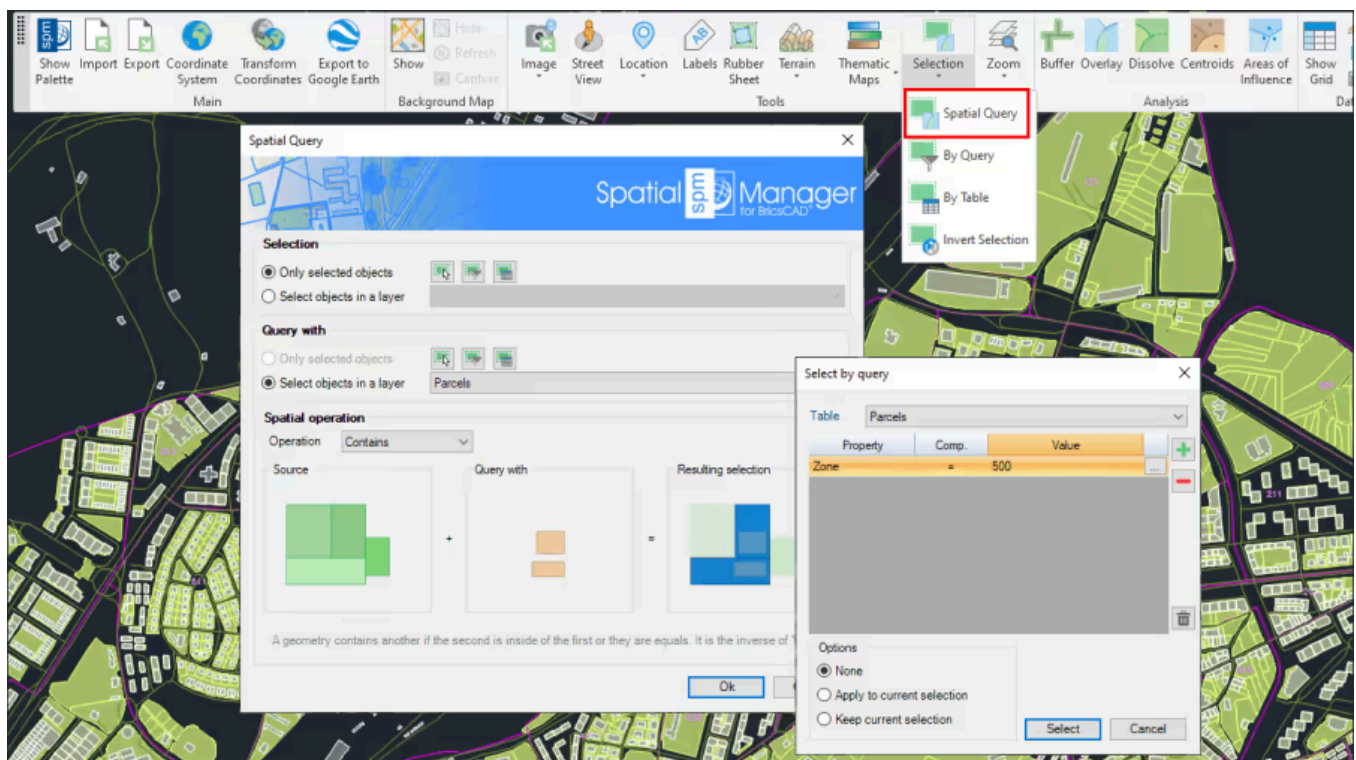 spm
Show Palette
Import
Export
Coordinate System
Transform Coordinates
Export to Google Earth
Main
Show
Hide
Refresh
Capture
Background Map
Image
Street View
Location
AB
Labels
Rubber Sheet
Terrain
Thematic Maps
Selection
Zoom
Tools
Buffer
Overlay
Dissolve
Centroids
Areas of Influence
Analysis
Show Grid
Dat
Spatial Query
By Query
By Table
Invert Selection
Spatial Query
Spatial spm Manager
for BricsCAD
Selection
Only selected objects
Select objects in a layer
Query with
Only selected objects
Select objects in a layer
Parcels
Spatial operation
Operation Contains
Source
Query with
Resulting selection
+
=
A geometry contains another if the second is inside of the first or they are equals. It is the inverse of
Ok
Select by query
Table Parcels
Property Comp. Value
Zone = 500 ...
Options
None
Apply to current selection
Keep current selection
Select Cancel
211